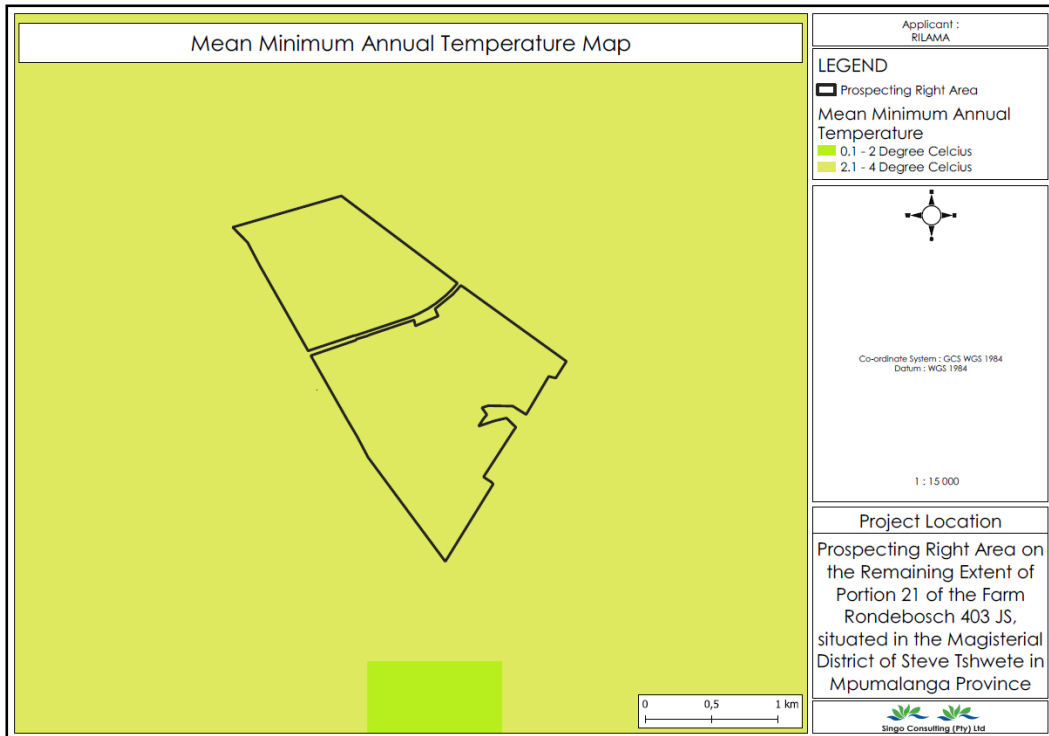 Mean Minimum Annual Temperature Map
Applicant :
RILAMA
LEGEND
Prospecting Right Area
Mean Minimum Annual
Temperature
0.1 - 2 Degree Celcius
2.1 - 4 Degree Celcius
Co-ordinate System : GCS WGS 1984
Datum : WGS 1984
1 : 15 000
Project Location
Prospecting Right Area on
the Remaining Extent of
Portion 21 of the Farm
Rondebosch 403 JS,
situated in the Magisterial
District of Steve Tshwete in
Mpumalanga Province
0 0,5 1 km
Singo Consulting (Pty) Ltd